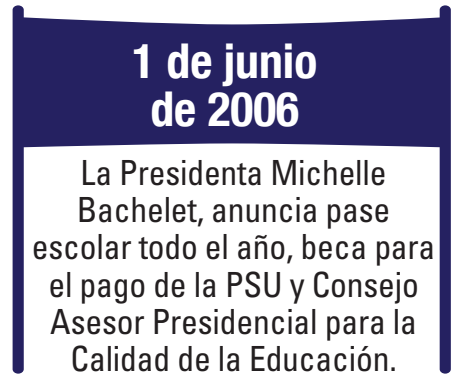 1 de junio
de 2006
La Presidenta Michelle
Bachelet, anuncia pase
escolar todo el año, beca para
el pago de la PSU y Consejo
Asesor Presidencial para la
Calidad de la Educación.